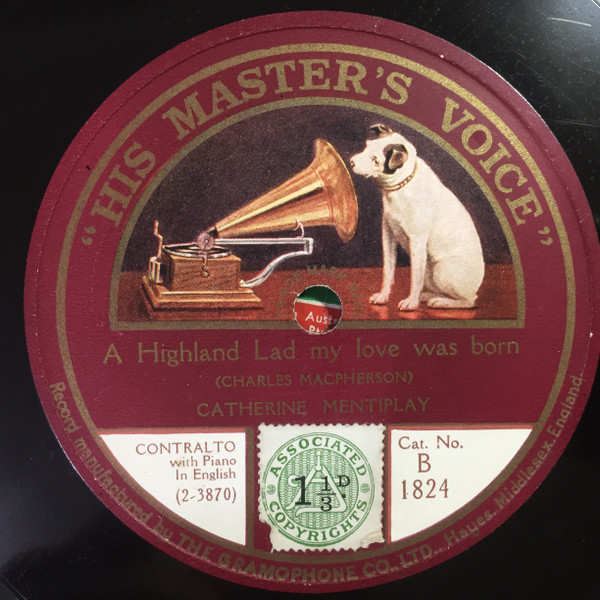 "HIS MASTER'S VOICE"
Austr
A Highland Lad my love was born
(CHARLES MACPHERSON)
CATHERINE MENTIPLAY
CONTRALTO
with Piano
In English
(2-3870)
ASSOCIATED
1 1/3 D.
COPYRIGHTS
Cat. No.
B
1824
Record manufactured by THE GRAMOPHONE CO., LTD., Hayes, Middlesex, England.